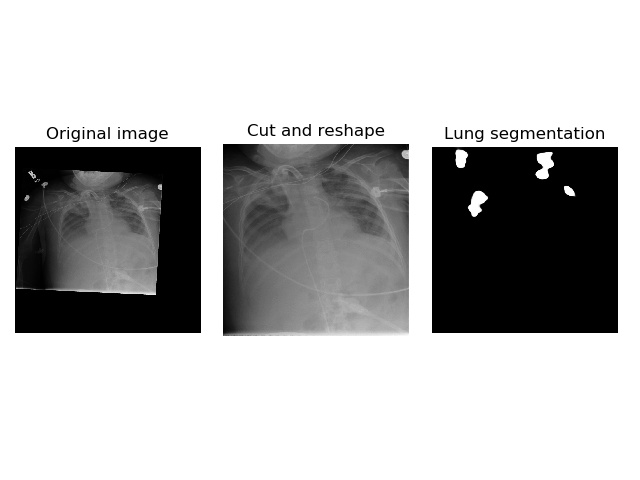 Original image
Cut and reshape
Lung segmentation